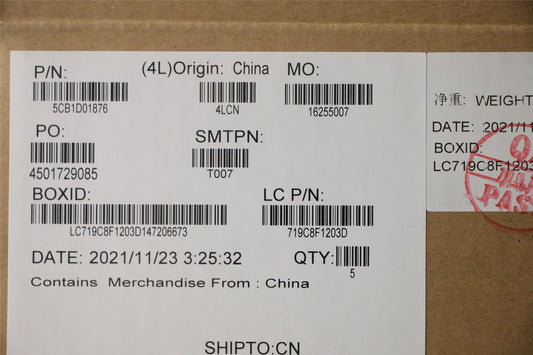 P/N:
(4L)Origin: China
MO:
5CB1D01876
4LCN
16255007
PO:
SMTPN:
4501729085
T007
BOXID:
LC P/N:
LC719C8F1203D147206673
719C8F1203D
DATE: 2021/11/23 3:25:32
QTY:
5
Contains Merchandise From : China
SHIPTO:CN
净重: WEIGHT
DATE: 2021/11
BOXID:
LC719C8F1203
PAS